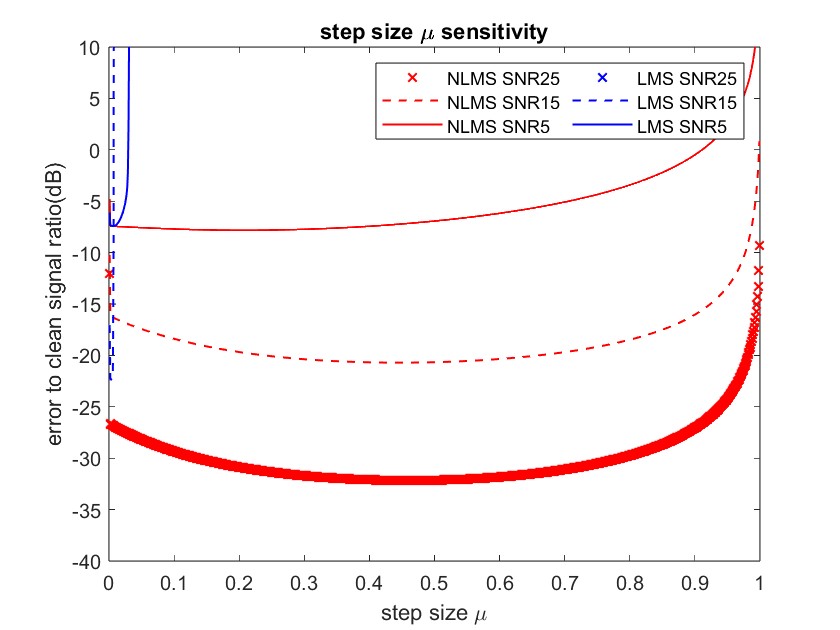 step size μ sensitivity
10
5
0
-5
-10
-15
-20
-25
-30
-35
-40
error to clean signal ratio(dB)
NLMS SNR25 LMS SNR25
NLMS SNR15 LMS SNR15
NLMS SNR5 LMS SNR5
0 0.1 0.2 0.3 0.4 0.5 0.6 0.7 0.8 0.9 1
step size μ